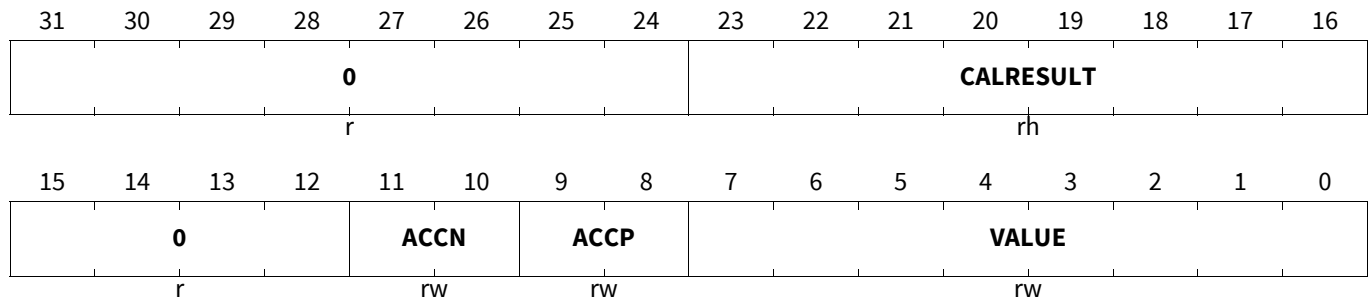 31 30 29 28 27 26 25 24 23 22 21 20 19 18 17 16
0 CALRESULT
r rh
15 14 13 12 11 10 9 8 7 6 5 4 3 2 1 0
0 ACCN ACCP VALUE
r rw rw rw